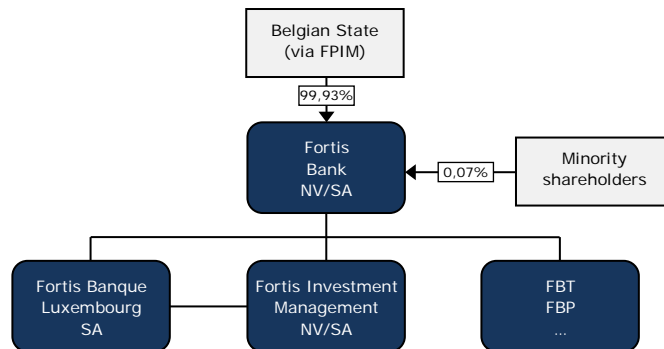 Belgian State
(via FPIM)
99,93%
Fortis
Bank
NV/SA
0,07%
Minority
shareholders
Fortis Banque
Luxembourg
SA
Fortis Investment
Management
NV/SA
FBT
FBP
...